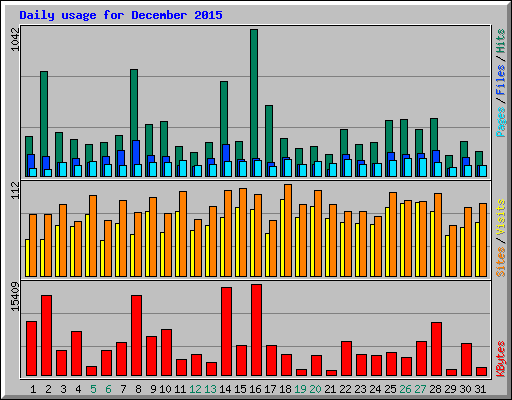 Daily usage for December 2015
1042
Pages / Files / Hits
112
Sites / Visits
15409
KBytes
1 2 3 4 5 6 7 8 9 10 11 12 13 14 15 16 17 18 19 20 21 22 23 24 25 26 27 28 29 30 31